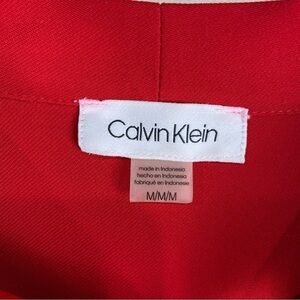 Calvin Klein
made in Indonesia
hecho en Indonesia
fabriqué en Indonésie
M/M/M